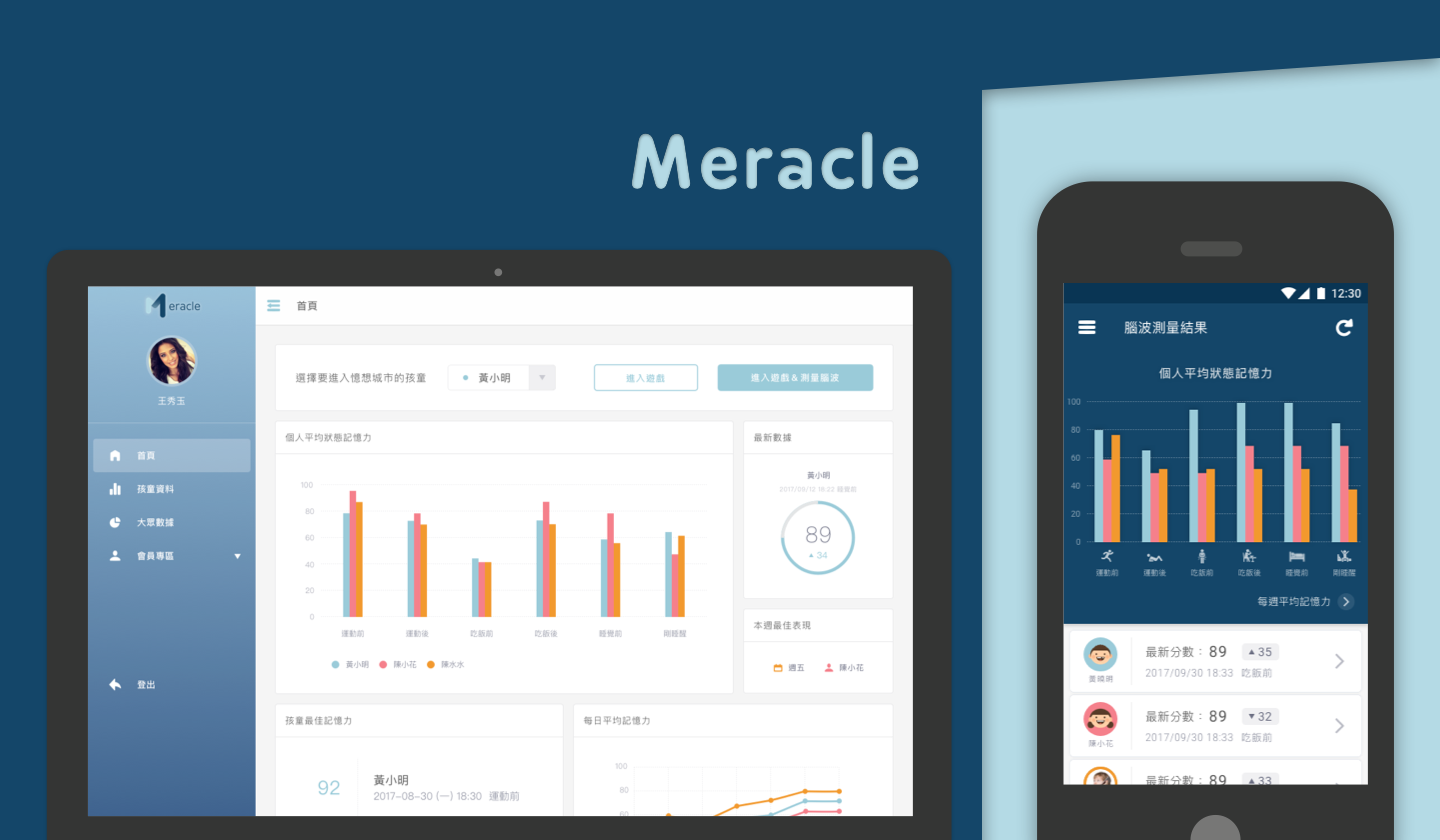 Meracle
Meracle
王秀玉
首頁
孩童資料
大眾數據
會員專區
登出
首頁
選擇要進入憶想城市的孩童
黃小明
進入遊戲
進入遊戲 & 測量腦波
個人平均狀態記憶力
100
80
60
40
20
0
運動前
運動後
吃飯前
吃飯後
睡覺前
剛睡醒
黃小明
陳小花
陳水水
最新數據
黃小明
2017/09/12 18:22 睡覺前
89
▲ 34
本週最佳表現
週五
陳小花
孩童最佳記憶力
92
黃小明
2017-08-30 (一) 18:30 運動前
每日平均記憶力
100
80
60
12:30
腦波測量結果
個人平均狀態記憶力
100
80
60
40
20
0
運動前
運動後
吃飯前
吃飯後
睡覺前
剛睡醒
每週平均記憶力
最新分數：89 ▲ 35
2017/09/30 18:33 吃飯前
陳小花
最新分數：89 ▼ 32
2017/09/30 18:33 吃飯前
最新分數：89 ▲ 33